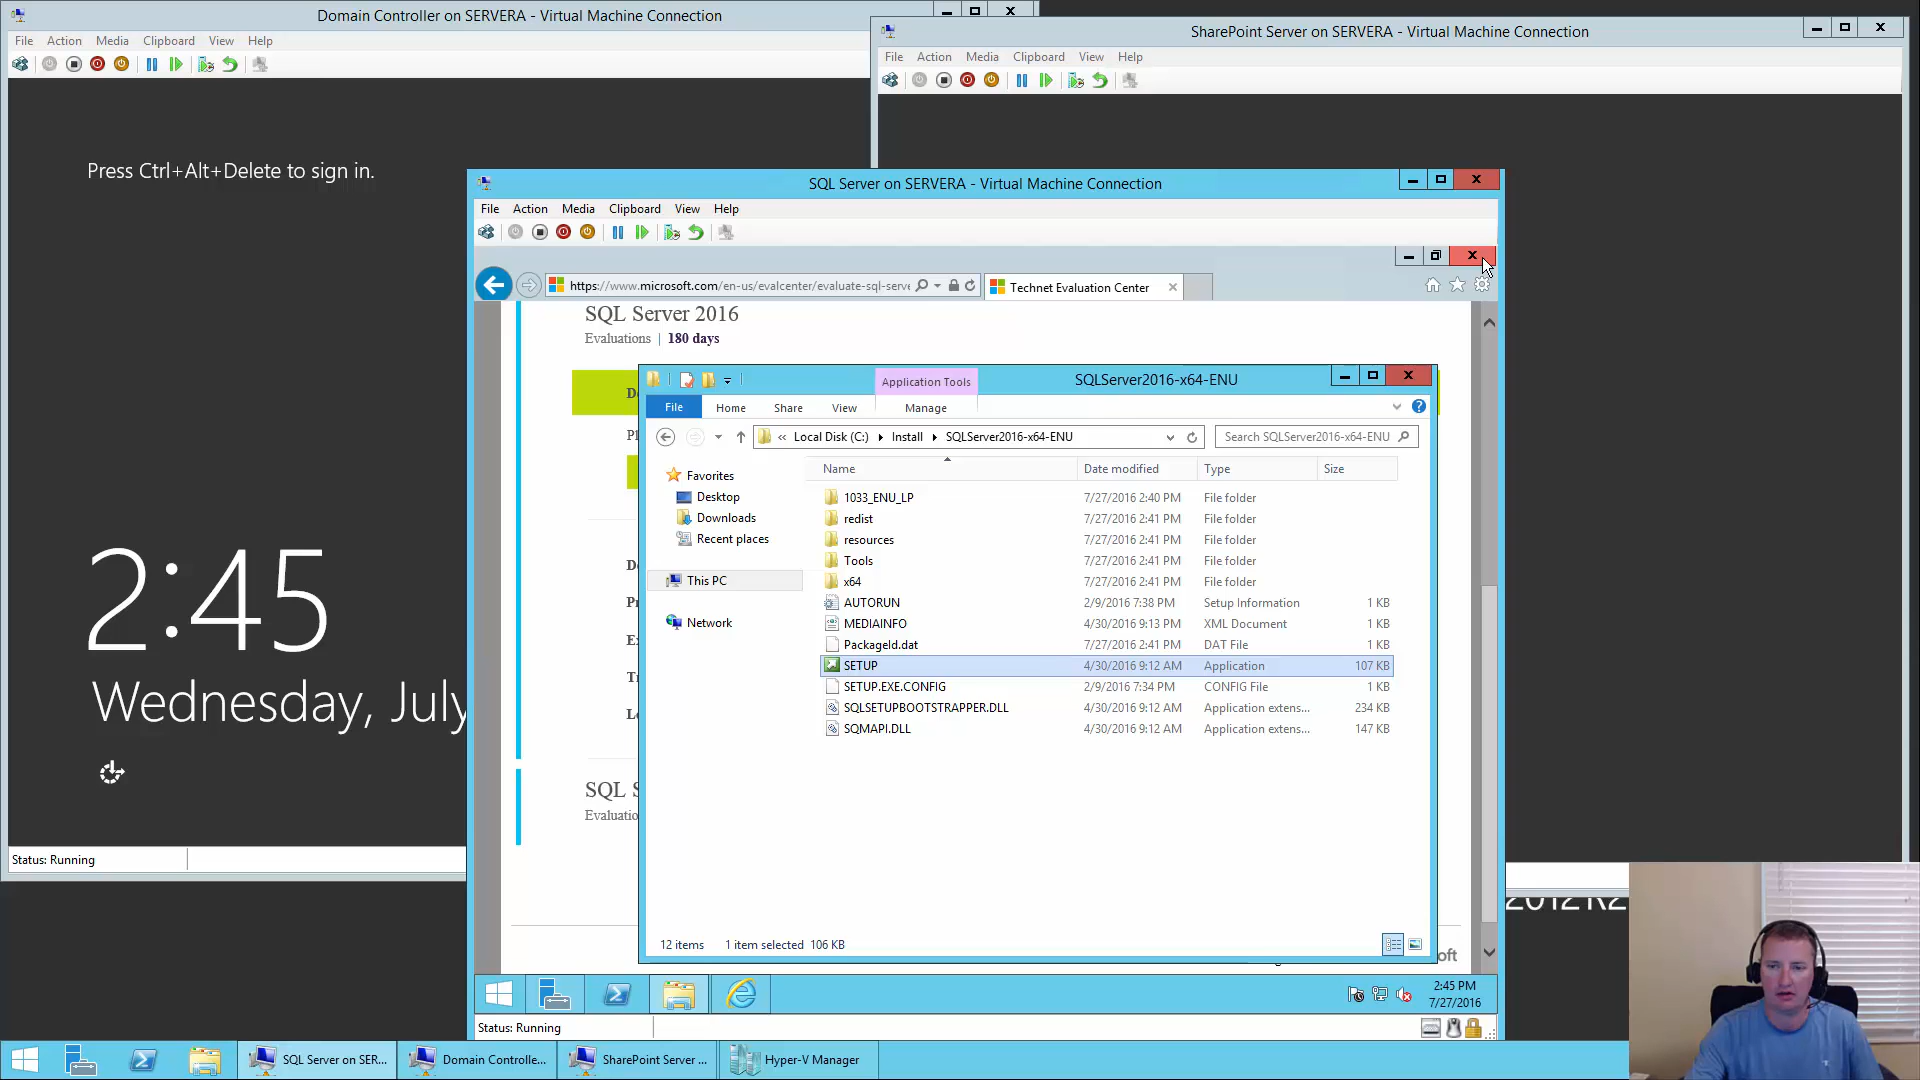 Domain Controller on SERVERA - Virtual Machine Connection
File Action Media Clipboard View Help
Press Ctrl+Alt+Delete to sign in.
2:45
Wednesday, July
Status: Running
SharePoint Server on SERVERA - Virtual Machine Connection
File Action Media Clipboard View Help
SQL Server on SERVERA - Virtual Machine Connection
File Action Media Clipboard View Help
https://www.microsoft.com/en-us/evalcenter/evaluate-sql-serve
Technet Evaluation Center
SQL Server 2016
Evaluations | 180 days
SQL S
Evaluatio
oft
Application Tools
SQLServer2016-x64-ENU
File Home Share View Manage
« Local Disk (C:) Install SQLServer2016-x64-ENU
Search SQLServer2016-x64-ENU
Favorites
Desktop
Downloads
Recent places
This PC
Network
Name Date modified Type Size
1033_ENU_LP 7/27/2016 2:40 PM File folder
redist 7/27/2016 2:41 PM File folder
resources 7/27/2016 2:41 PM File folder
Tools 7/27/2016 2:41 PM File folder
x64 7/27/2016 2:41 PM File folder
AUTORUN 2/9/2016 7:38 PM Setup Information 1 KB
MEDIAINFO 4/30/2016 9:13 PM XML Document 1 KB
PackageId.dat 7/27/2016 2:41 PM DAT File 1 KB
SETUP 4/30/2016 9:12 AM Application 107 KB
SETUP.EXE.CONFIG 2/9/2016 7:34 PM CONFIG File 1 KB
SQLSETUPBOOTSTRAPPER.DLL 4/30/2016 9:12 AM Application extens... 234 KB
SQMAPI.DLL 4/30/2016 9:12 AM Application extens... 147 KB
12 items 1 item selected 106 KB
2:45 PM
7/27/2016
Status: Running
2012 R2
SQL Server on SER... Domain Controlle... SharePoint Server ... Hyper-V Manager